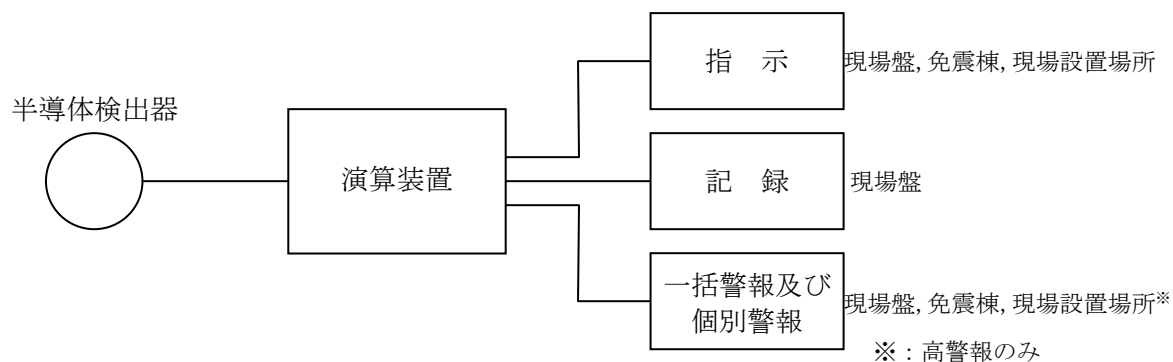 指　示
現場盤, 免震棟, 現場設置場所
半導体検出器
演算装置
記　録
現場盤
一括警報及び
個別警報
現場盤, 免震棟, 現場設置場所※
※：高警報のみ